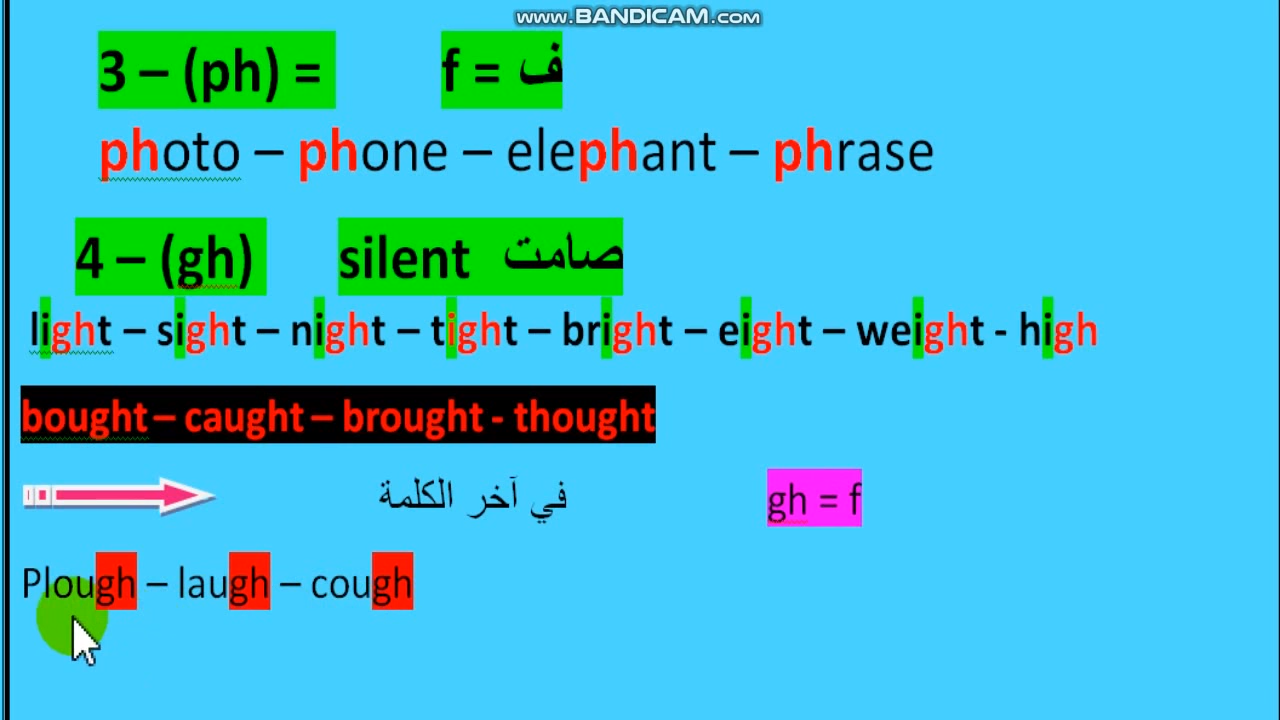 www.BANDICAM.com
3 – (ph) = f = ف
photo – phone – elephant – phrase
4 – (gh) silent صامت
light – sight – night – tight – bright – eight – weight - high
bought – caught – brought - thought
في آخر الكلمة gh = f
Plough – laugh – cough